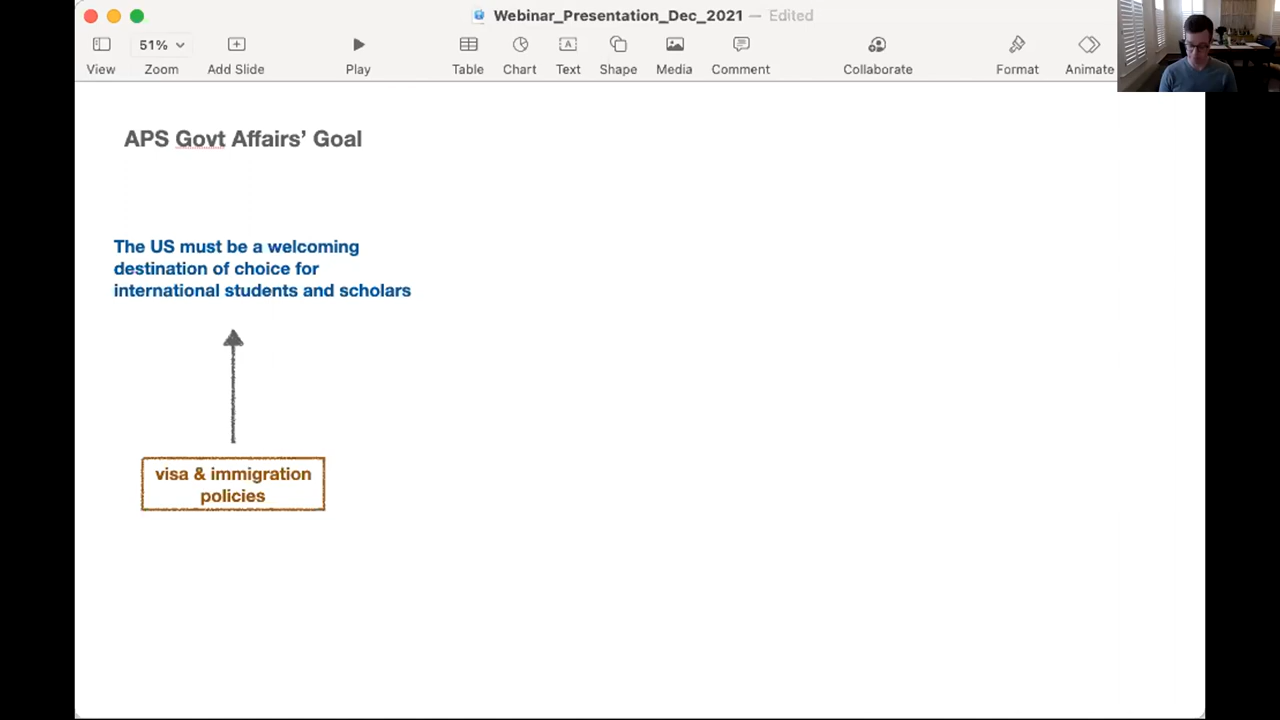 Webinar_Presentation_Dec_2021 — Edited
51%
View Zoom Add Slide Play Table Chart Text Shape Media Comment Collaborate Format Animate
APS Govt Affairs’ Goal
The US must be a welcoming
destination of choice for
international students and scholars
visa & immigration
policies